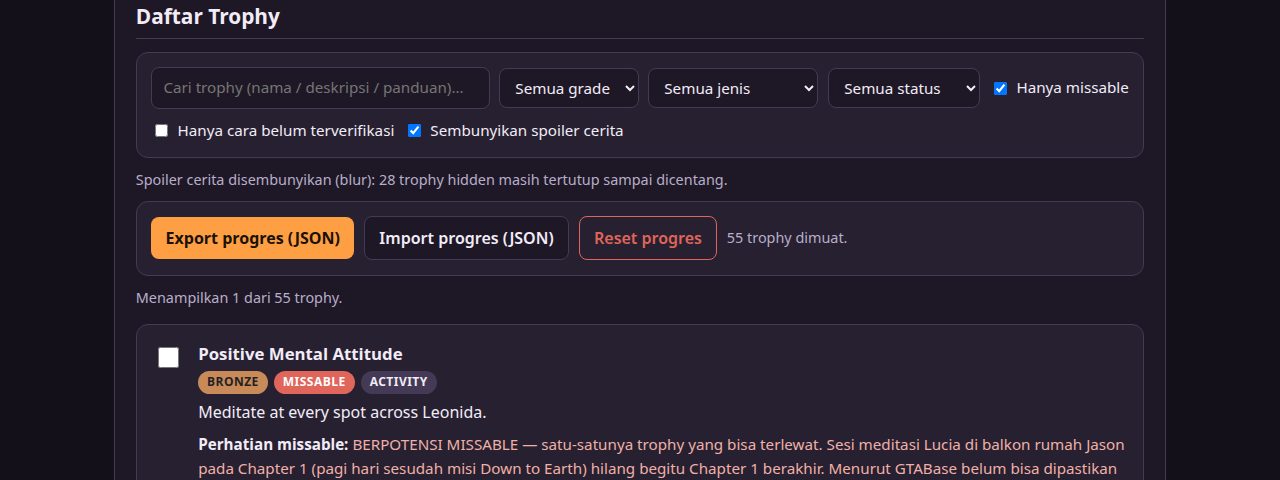 Daftar Trophy
Cari trophy (nama / deskripsi / panduan)...
Semua grade
Semua jenis
Semua status
Hanya missable
Hanya cara belum terverifikasi
Sembunyikan spoiler cerita
Spoiler cerita disembunyikan (blur): 28 trophy hidden masih tertutup sampai dicentang.
Export progres (JSON)
Import progres (JSON)
Reset progres
55 trophy dimuat.
Menampilkan 1 dari 55 trophy.
Positive Mental Attitude
BRONZE
MISSABLE
ACTIVITY
Meditate at every spot across Leonida.
Perhatian missable: BERPOTENSI MISSABLE — satu-satunya trophy yang bisa terlewat. Sesi meditasi Lucia di balkon rumah Jason
pada Chapter 1 (pagi hari sesudah misi Down to Earth) hilang begitu Chapter 1 berakhir. Menurut GTABase belum bisa dipastikan